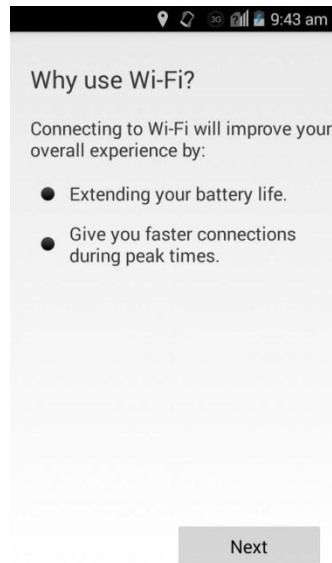 3G 9:43 am
Why use Wi-Fi?
Connecting to Wi-Fi will improve your
overall experience by:
Extending your battery life.
Give you faster connections
during peak times.
Next